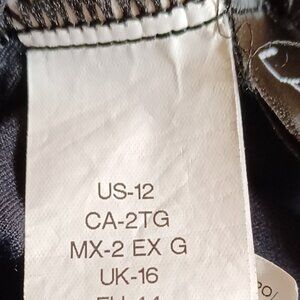 US-12
CA-2TG
MX-2 EX G
UK-16